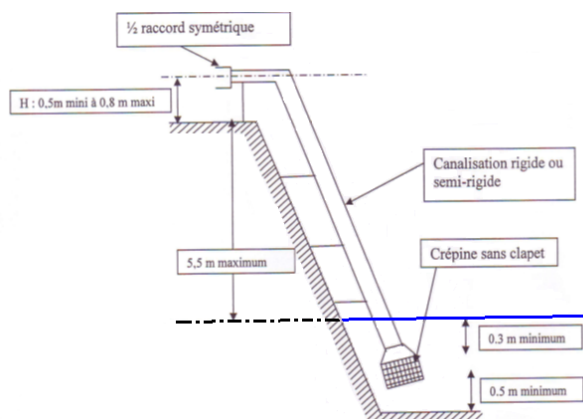 ½ raccord symétrique
H : 0,5m mini à 0,8 m maxi
Canalisation rigide ou
semi-rigide
Crépine sans clapet
5,5 m maximum
0.3 m minimum
0.5 m minimum